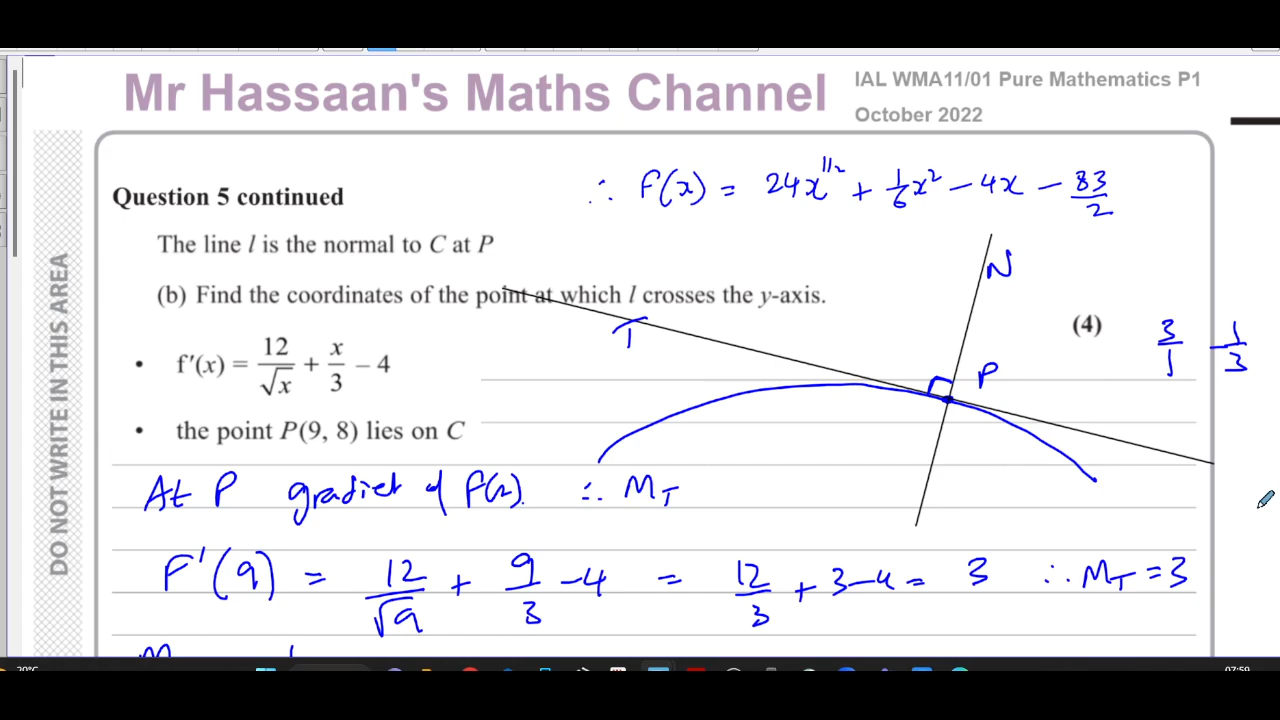 Mr Hassaan's Maths Channel
IAL WMA11/01 Pure Mathematics P1
October 2022
DO NOT WRITE IN THIS AREA
∴ f(x) = 24x^{1/2} + 1/6 x² - 4x - 83/2
Question 5 continued
The line l is the normal to C at P
N
(b) Find the coordinates of the point at which l crosses the y-axis.
(4)
T
3/1 -1/3
f′(x) = 12/√x + x/3 − 4
P
• the point P(9, 8) lies on C
At P gradiet of f(x). ∴ M_T
F'(9) = 12/√9 + 9/3 - 4 = 12/3 + 3 - 4 = 3 ∴ M_T = 3
20°C
07:59